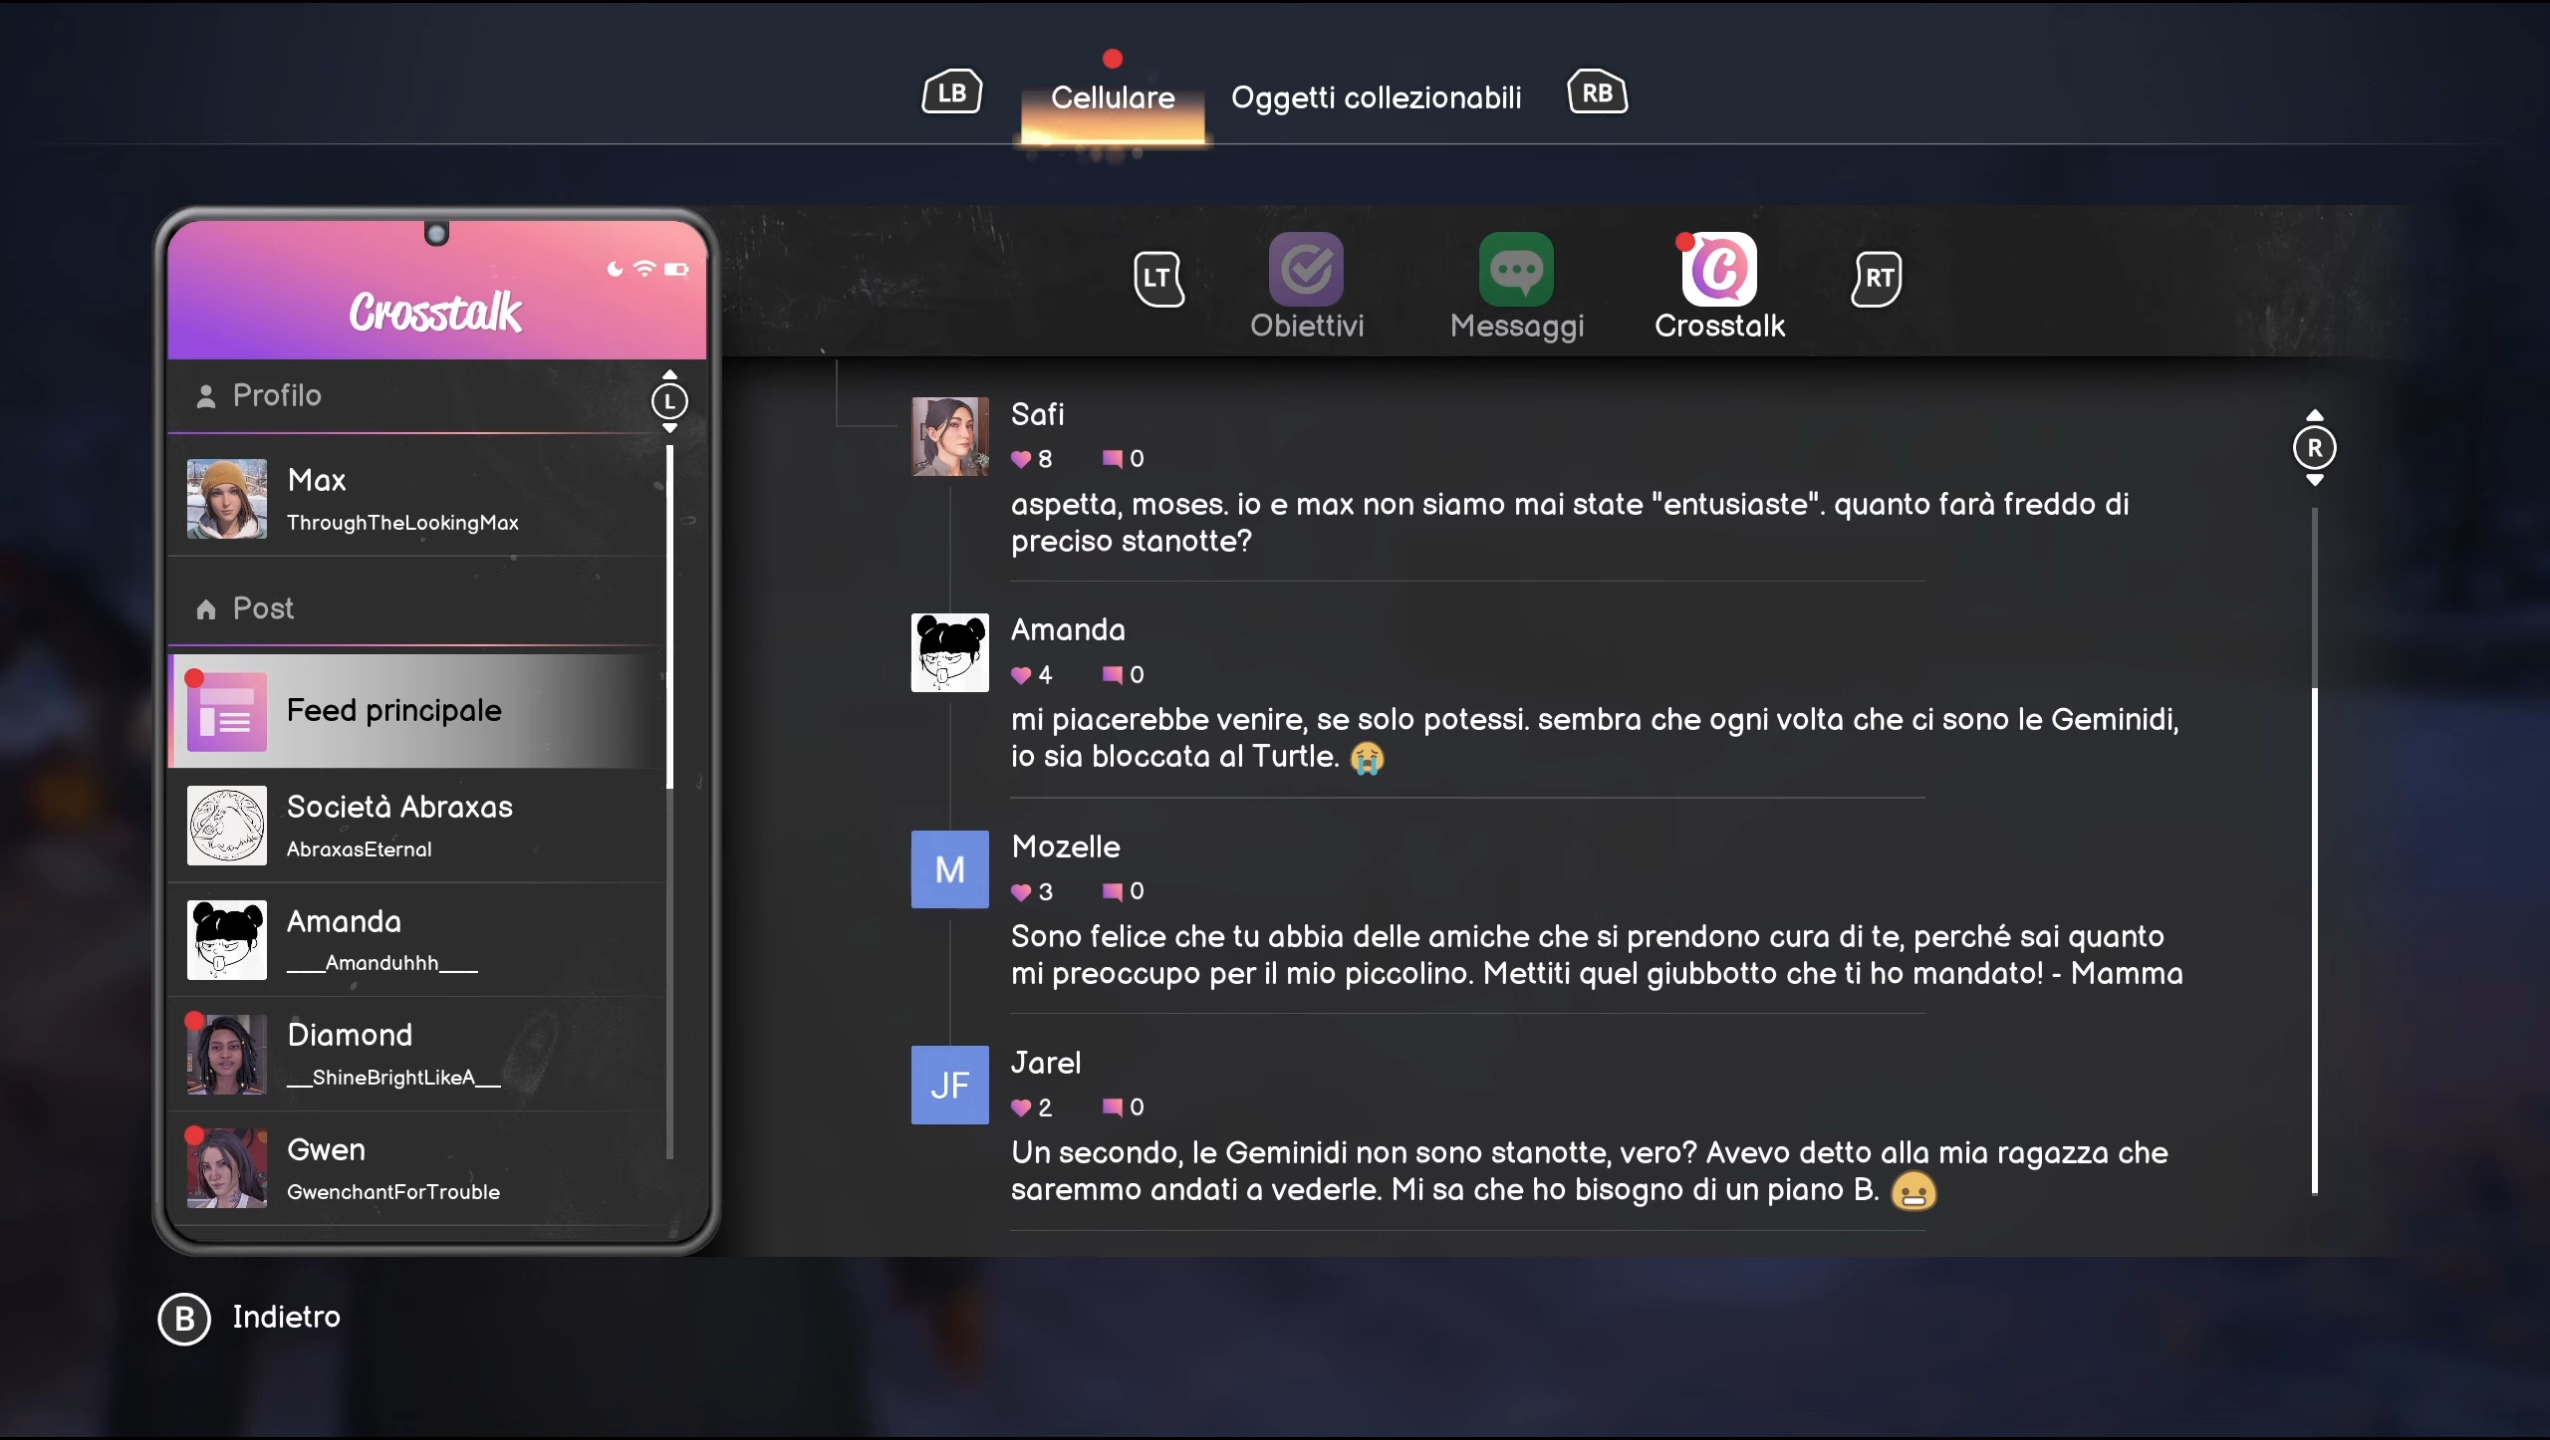 LB
Cellulare
Oggetti collezionabili
RB
Crosstalk
LT
Obiettivi
Messaggi
Crosstalk
RT
Profilo
L
Max
ThroughTheLookingMax
Post
Feed principale
Società Abraxas
AbraxasEternal
Amanda
___Amanduhhh___
Diamond
__ShineBrightLikeA__
Gwen
GwenchantForTrouble
R
Safi
8 0
aspetta, moses. io e max non siamo mai state "entusiaste". quanto farà freddo di
preciso stanotte?
Amanda
4 0
mi piacerebbe venire, se solo potessi. sembra che ogni volta che ci sono le Geminidi,
io sia bloccata al Turtle. 😭
M
Mozelle
3 0
Sono felice che tu abbia delle amiche che si prendono cura di te, perché sai quanto
mi preoccupo per il mio piccolino. Mettiti quel giubbotto che ti ho mandato! - Mamma
JF
Jarel
2 0
Un secondo, le Geminidi non sono stanotte, vero? Avevo detto alla mia ragazza che
saremmo andati a vederle. Mi sa che ho bisogno di un piano B. 😬
B Indietro